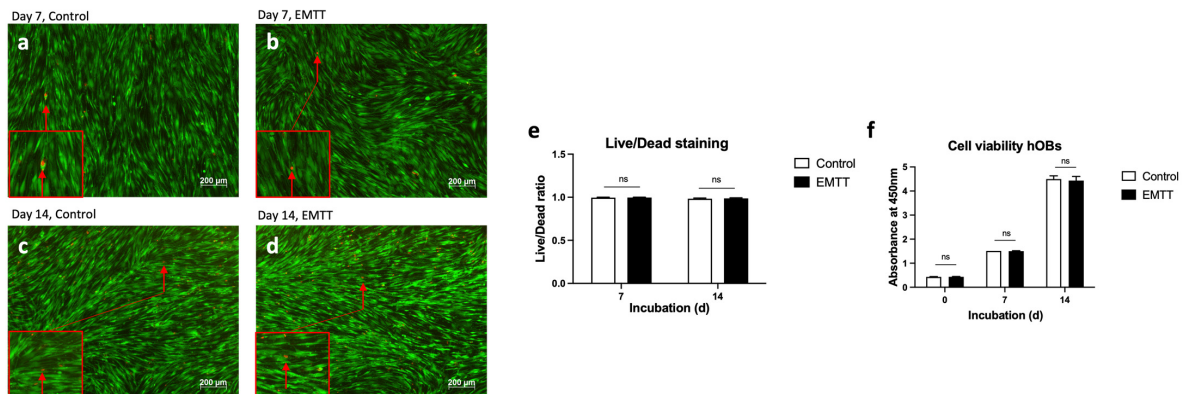 Day 7, Control
Day 7, EMTT
a
b
200 µm
200 µm
Day 14, Control
Day 14, EMTT
c
d
200 µm
200 µm
e
Live/Dead staining
Live/Dead ratio
1.5
1.0
0.5
0.0
ns
ns
7
14
Incubation (d)
Control
EMTT
f
Cell viability hOBs
Absorbance at 450nm
5
4
3
2
1
0
ns
ns
ns
0
7
14
Incubation (d)
Control
EMTT